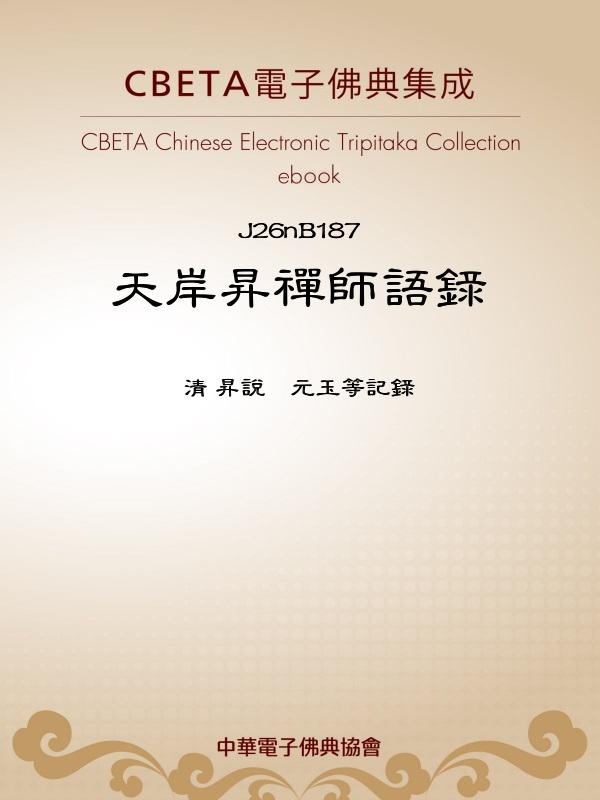 CBETA電子佛典集成
CBETA Chinese Electronic Tripitaka Collection
ebook
J26nB187
天岸昇禪師語錄
清 昇說　元玉等記錄
中華電子佛典協會